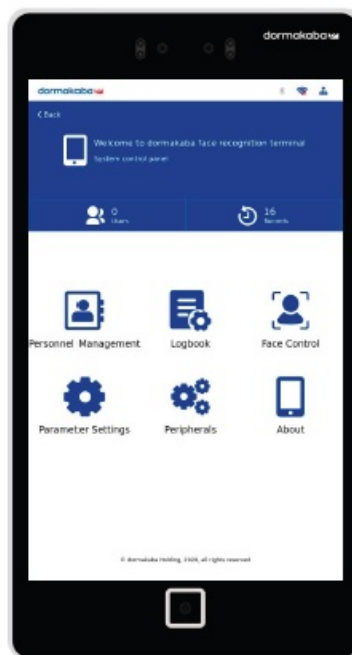 dormakaba
dormakaba
< Back
Welcome to dormakaba face recognition terminal
System control panel
0
Users
16
Records
Personnel Management
Logbook
Face Control
Parameter Settings
Peripherals
About
© dormakaba Holding, 2020, all rights reserved